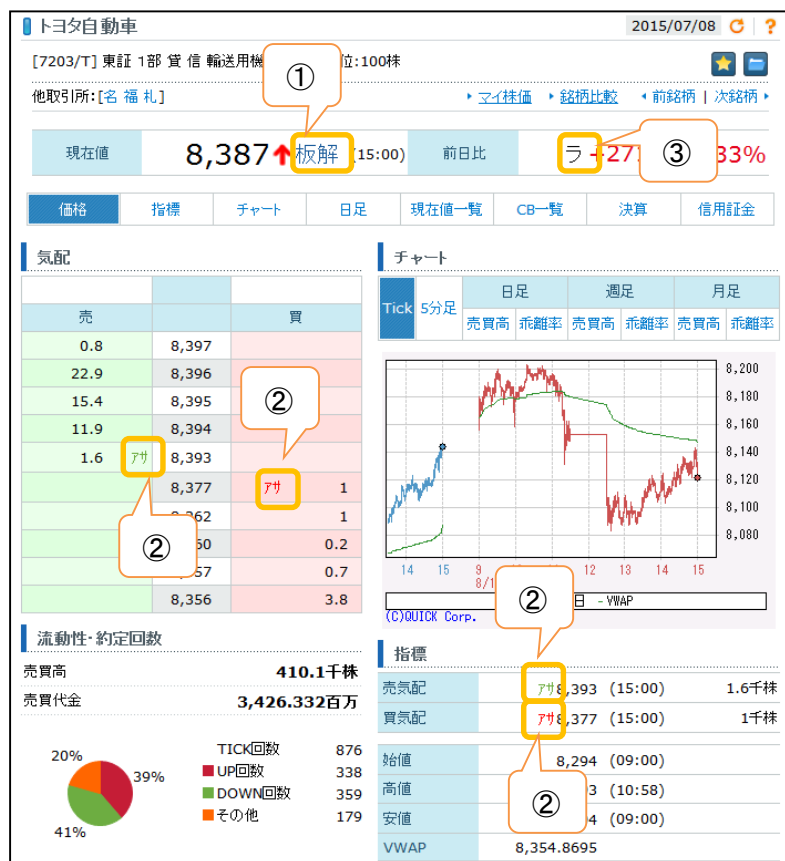 トヨタ自動車 2015/07/08 ?
[7203/T] 東証 1部 貸 信 輸送用機 位:100株
①
他取引所:[名 福 札] マイ株価 銘柄比較 前銘柄 | 次銘柄
現在値 8,387 板解 (15:00) 前日比 ラ +27 ③ 33%
価格 指標 チャート 日足 現在値一覧 CB一覧 決算 信用証金
気配
売 買
0.8 8,397
22.9 8,396
15.4 8,395
②
11.9 8,394
1.6 アサ 8,393
8,377 アサ 1
1
②
0.2
0.7
8,356 3.8
チャート
Tick 5分足 日足 週足 月足
売買高 乖離率 売買高 乖離率 売買高 乖離率
8,200
8,180
8,160
8,140
8,120
8,100
8,080
14 15 9 12 13 14 15
8/1
日 - VWAP
(C)QUICK Corp.
②
流動性・約定回数
売買高 410.1千株
売買代金 3,426.332百万
20%
39%
41%
TICK回数 876
UP回数 338
DOWN回数 359
その他 179
指標
売気配 アサ 8,393 (15:00) 1.6千株
買気配 アサ 8,377 (15:00) 1千株
始値 8,294 (09:00)
高値 (10:58)
②
安値 (09:00)
VWAP 8,354.8695